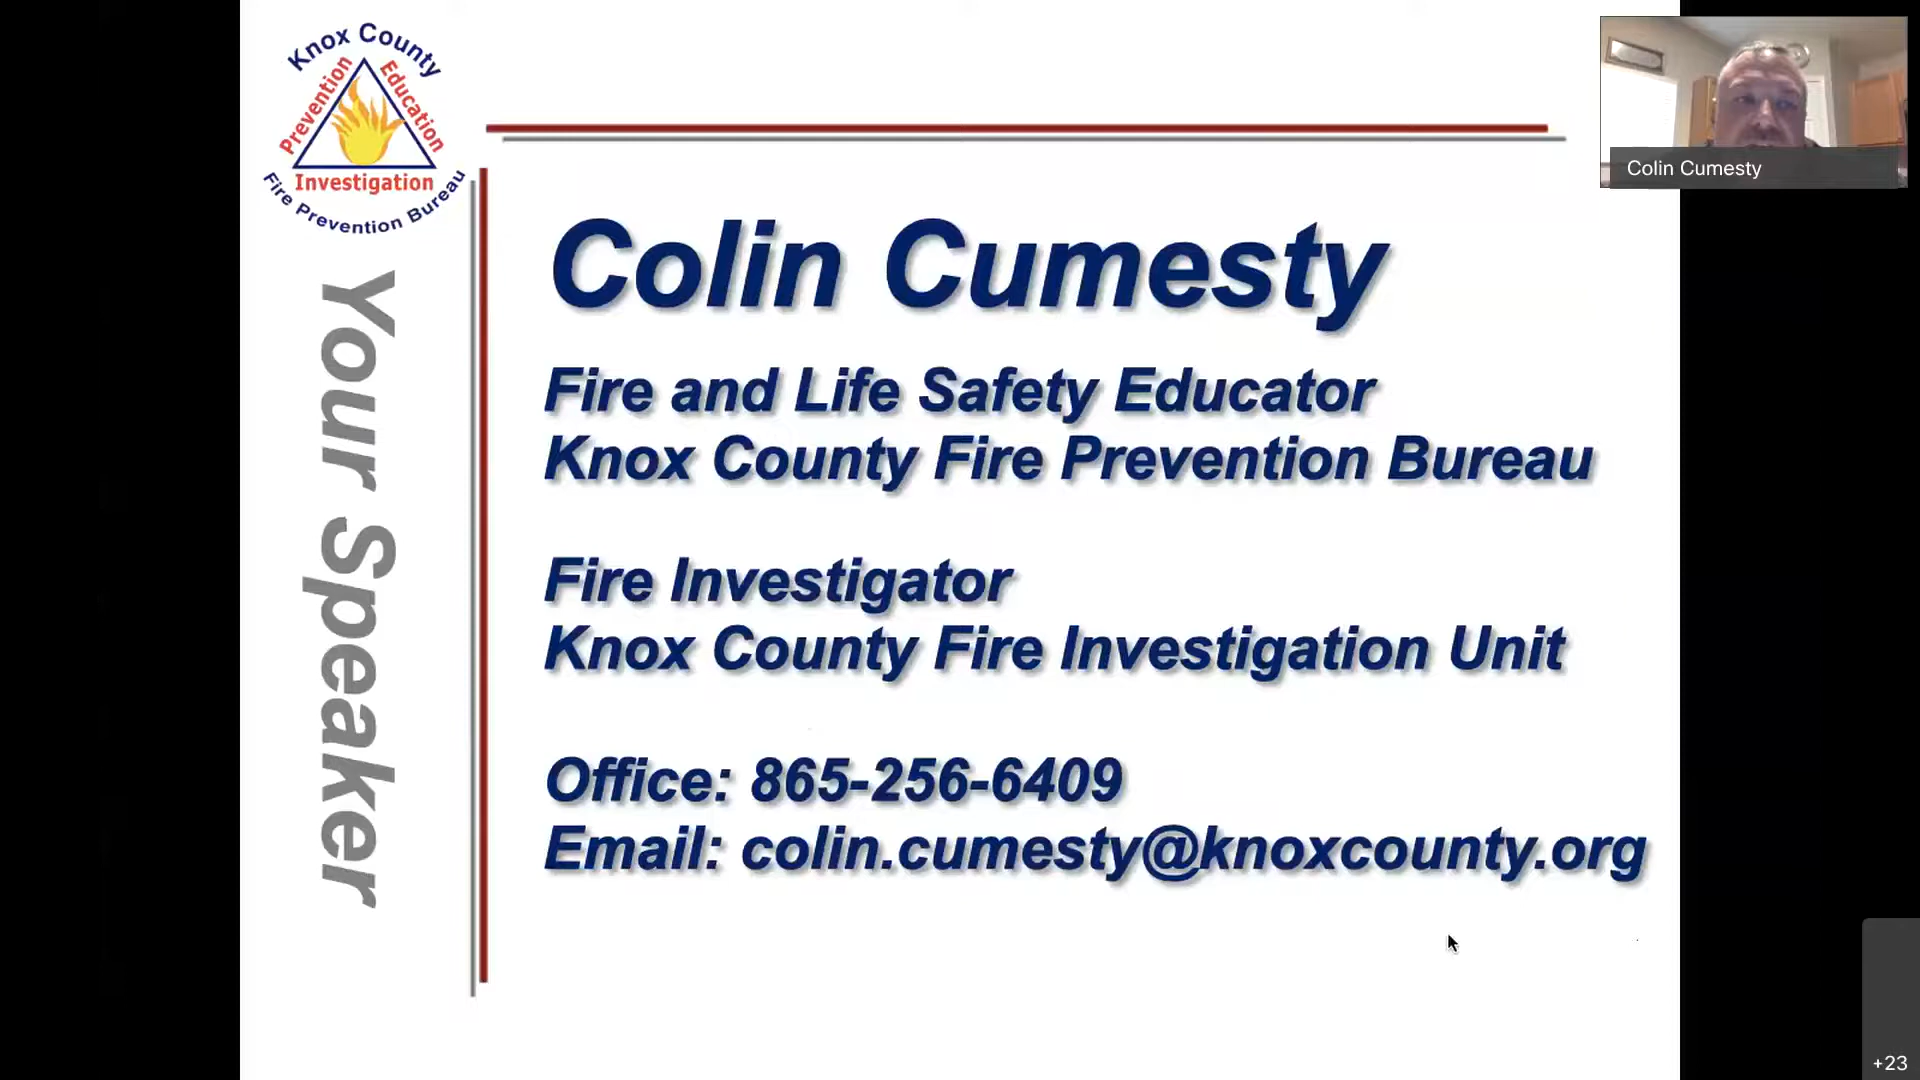 Knox County
Prevention
Education
Investigation
Fire Prevention Bureau
Your Speaker
Colin Cumesty
Fire and Life Safety Educator
Knox County Fire Prevention Bureau
Fire Investigator
Knox County Fire Investigation Unit
Office: 865-256-6409
Email: colin.cumesty@knoxcounty.org
Colin Cumesty
+23